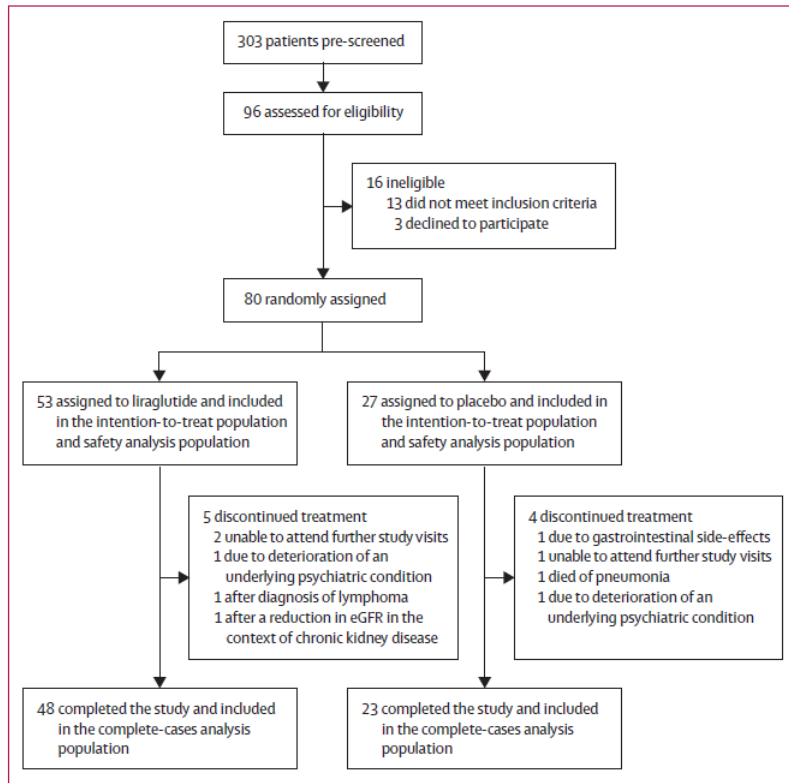 303 patients pre-screened
96 assessed for eligibility
16 ineligible
13 did not meet inclusion criteria
3 declined to participate
80 randomly assigned
53 assigned to liraglutide and included
in the intention-to-treat population
and safety analysis population
27 assigned to placebo and included in
the intention-to-treat population
and safety analysis population
5 discontinued treatment
2 unable to attend further study visits
1 due to deterioration of an
underlying psychiatric condition
1 after diagnosis of lymphoma
1 after a reduction in eGFR in the
context of chronic kidney disease
4 discontinued treatment
1 due to gastrointestinal side-effects
1 unable to attend further study visits
1 died of pneumonia
1 due to deterioration of an
underlying psychiatric condition
48 completed the study and included
in the complete-cases analysis
population
23 completed the study and included
in the complete-cases analysis
population